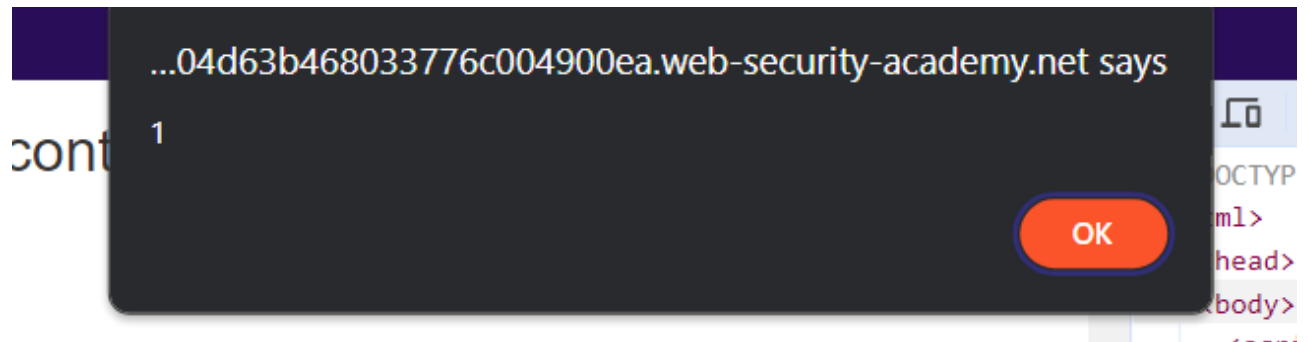 ...04d63b468033776c004900ea.web-security-academy.net says
1
cont
OCTYP
ml>
OK
head>
body>